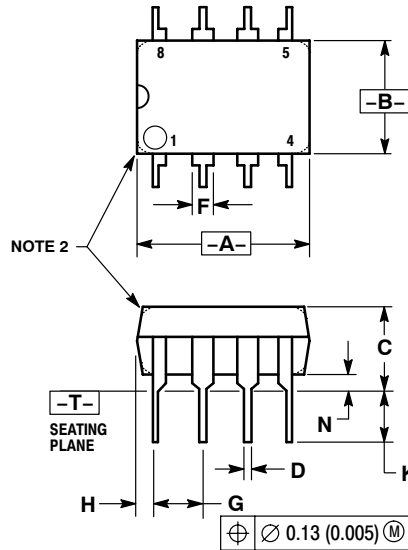 8 5
-B-
1 4
F
NOTE 2
-A-
C
-T-
N
SEATING
PLANE
D
K
H
G
⌖ ∅ 0.13 (0.005) Ⓜ